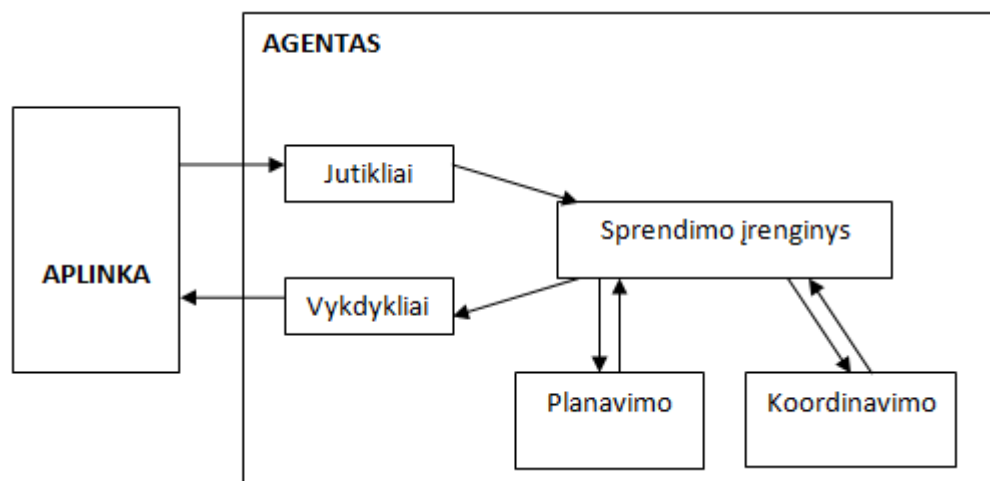 AGENTAS
Jutikliai
Sprendimo įrenginys
APLINKA
Vykdykliai
Planavimo
Koordinavimo